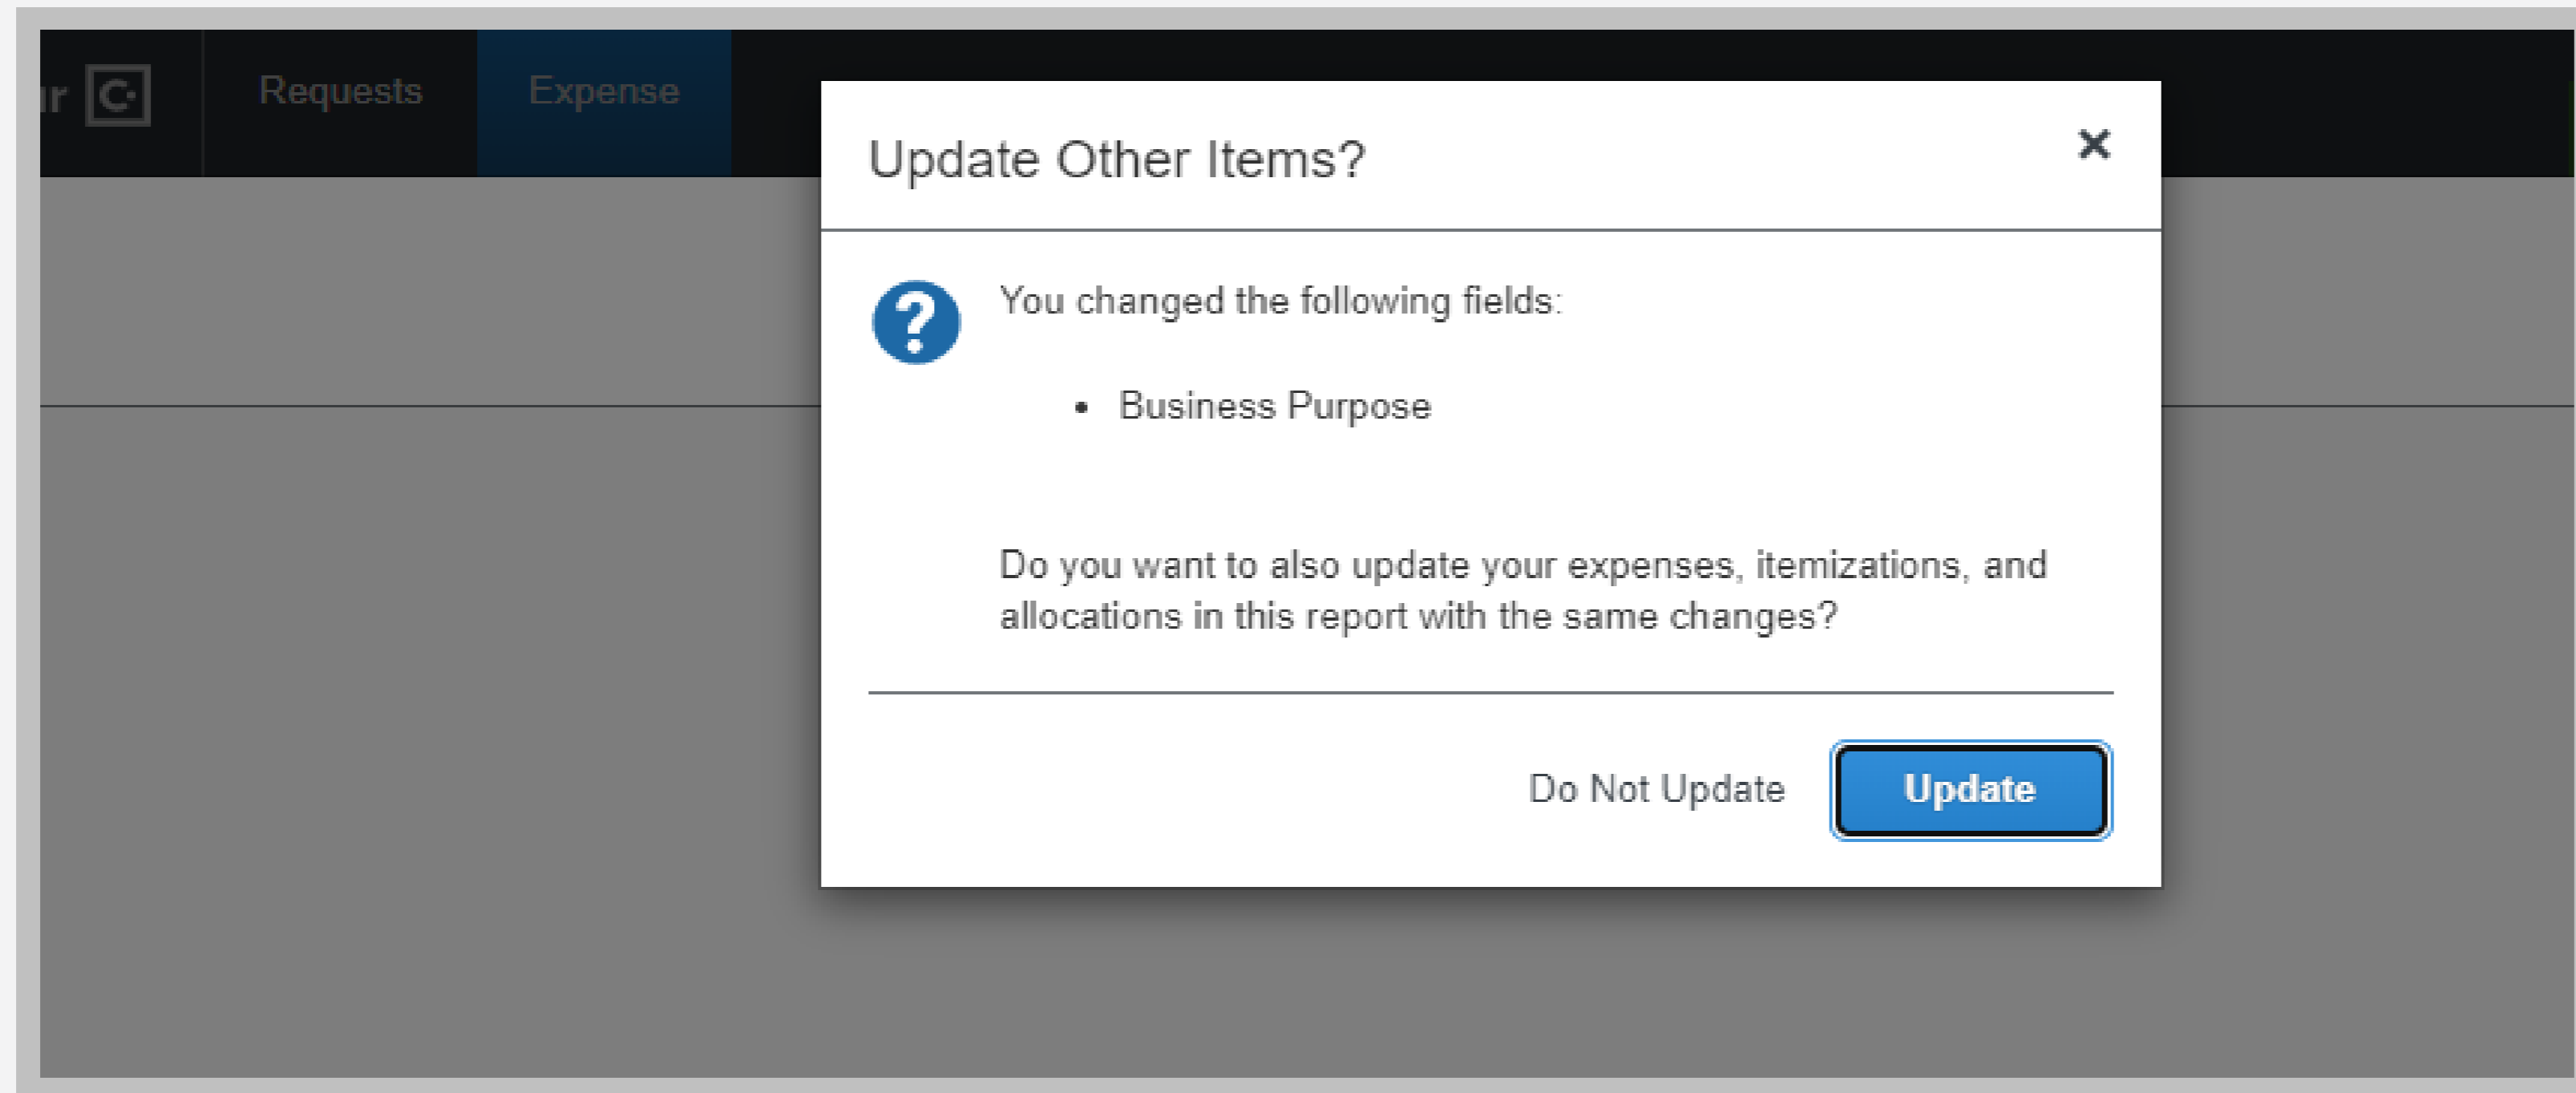 ur C
Requests
Expense
Update Other Items?
You changed the following fields:
• Business Purpose
Do you want to also update your expenses, itemizations, and
allocations in this report with the same changes?
Do Not Update
Update